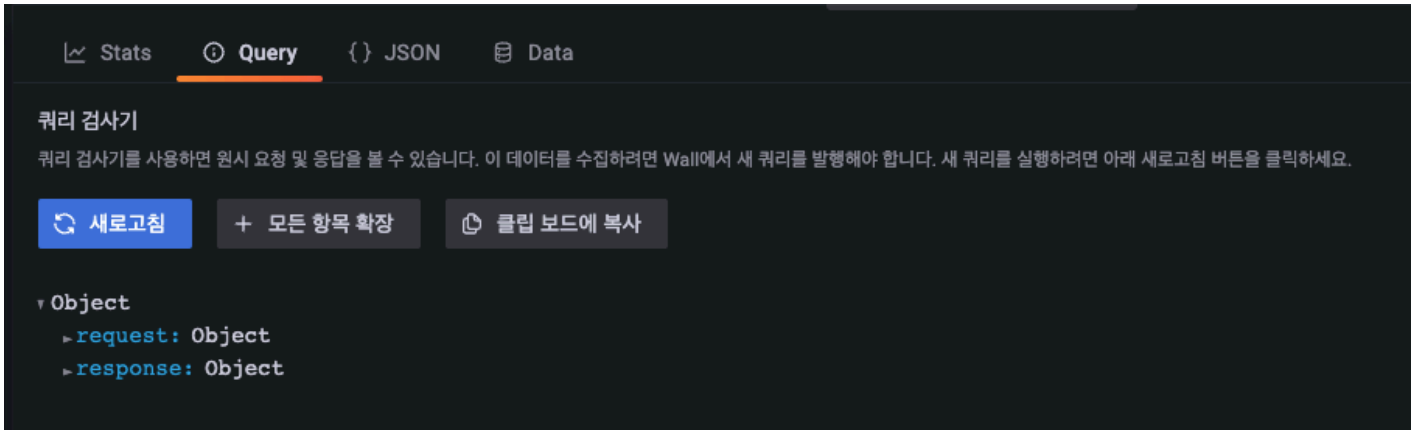 Stats Query {} JSON Data
쿼리 검사기
쿼리 검사기를 사용하면 원시 요청 및 응답을 볼 수 있습니다. 이 데이터를 수집하려면 Wall에서 새 쿼리를 발행해야 합니다. 새 쿼리를 실행하려면 아래 새로고침 버튼을 클릭하세요.
새로고침 + 모든 항목 확장 클립 보드에 복사
Object
request: Object
response: Object